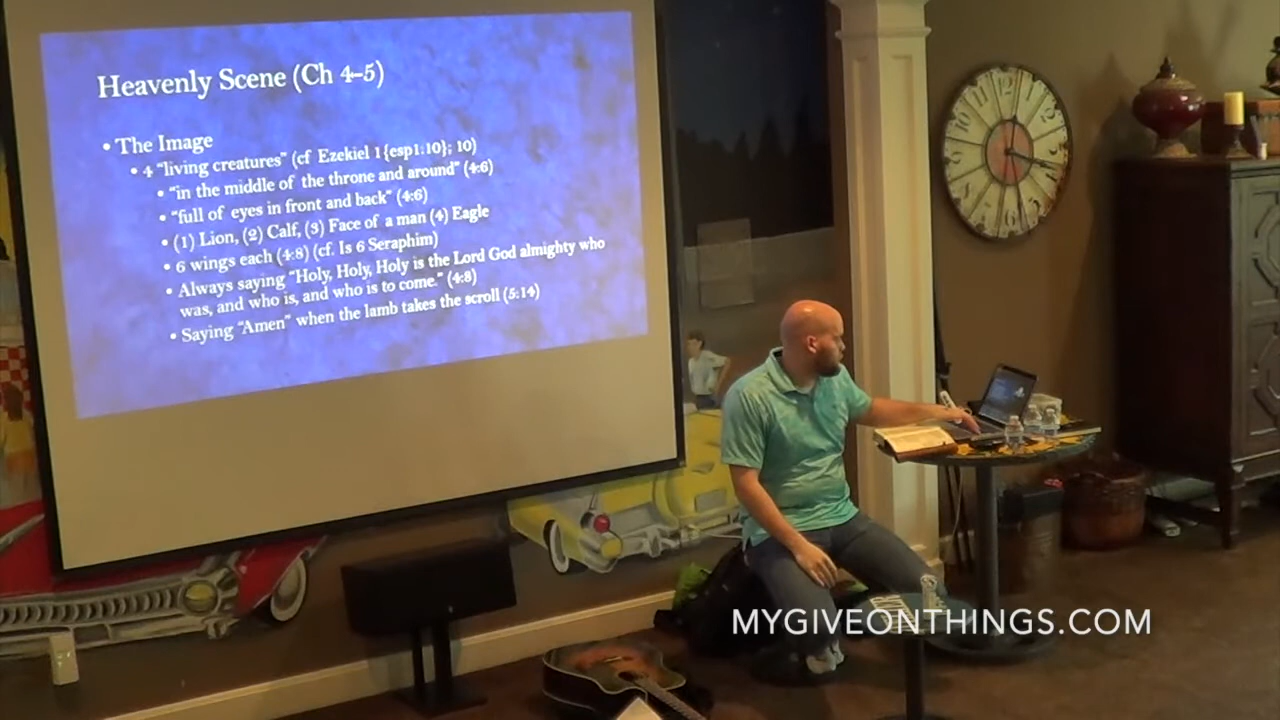 Heavenly Scene (Ch 4-5)
• The Image
• 4 "living creatures" (cf Ezekiel 1{esp1:10}; 10)
• "in the middle of the throne and around" (4:6)
• "full of eyes in front and back" (4:6)
• (1) Lion, (2) Calf, (3) Face of a man (4) Eagle
• 6 wings each (4:8) (cf. Is 6 Seraphim)
• Always saying "Holy, Holy, Holy is the Lord God almighty who
was, and who is, and who is to come." (4:8)
• Saying "Amen" when the lamb takes the scroll (5:14)
MYGIVEONTHINGS.COM